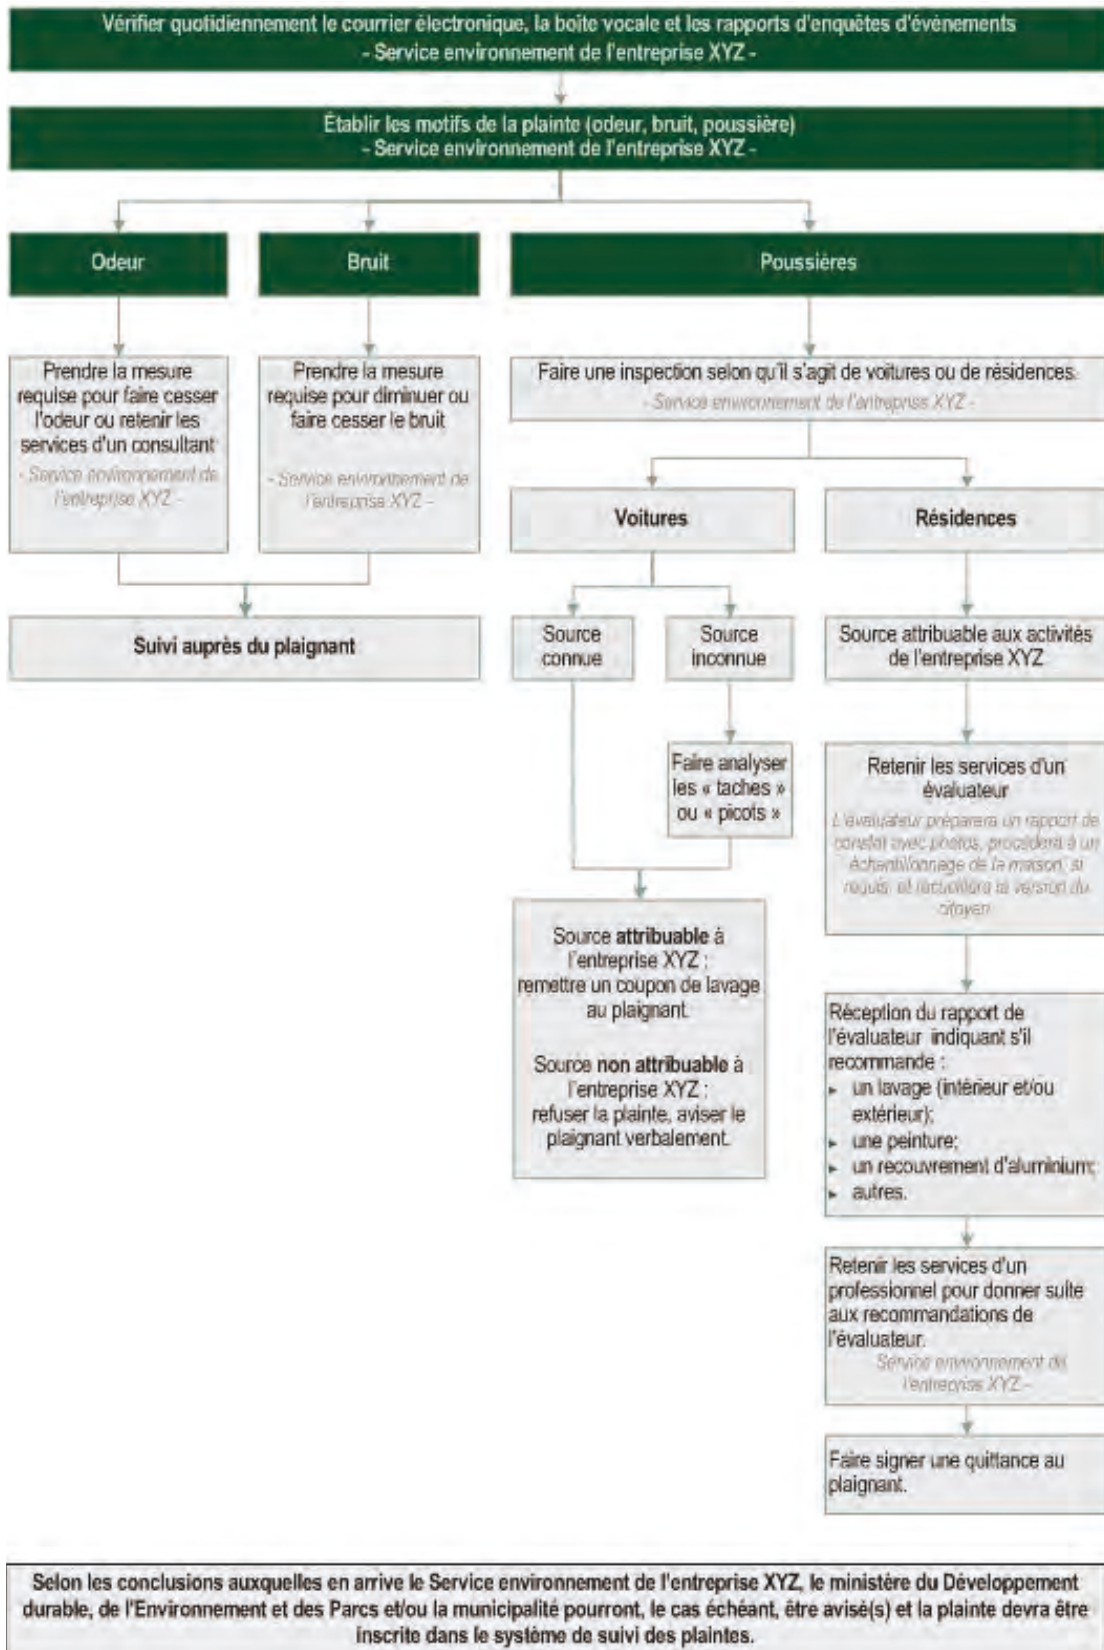 Vérifier quotidiennement le courrier électronique, la boîte vocale et les rapports d'enquêtes d'événements
- Service environnement de l'entreprise XYZ -
Établir les motifs de la plainte (odeur, bruit, poussière)
- Service environnement de l'entreprise XYZ -
Odeur
Bruit
Poussières
Prendre la mesure
requise pour faire cesser
l'odeur ou retenir les
services d'un consultant
- Service environnement de
l'entreprise XYZ -
Prendre la mesure
requise pour diminuer ou
faire cesser le bruit
- Service environnement de
l'entreprise XYZ -
Faire une inspection selon qu'il s'agit de voitures ou de résidences.
- Service environnement de l'entreprise XYZ -
Suivi auprès du plaignant
Voitures
Résidences
Source
connue
Source
inconnue
Source attribuable aux activités
de l'entreprise XYZ
Faire analyser
les « taches »
ou « picots »
Retenir les services d'un
évaluateur
L'évaluateur préparera un rapport de
constat avec photos, procédera à un
échantillonnage de la maison, si
requis, et recueillera la version du
citoyen
Source attribuable à
l'entreprise XYZ :
remettre un coupon de lavage
au plaignant.
Source non attribuable à
l'entreprise XYZ :
refuser la plainte, aviser le
plaignant verbalement.
Réception du rapport de
l'évaluateur indiquant s'il
recommande :
► un lavage (intérieur et/ou
extérieur);
► une peinture;
► un recouvrement d'aluminium;
► autres.
Retenir les services d'un
professionnel pour donner suite
aux recommandations de
l'évaluateur.
Service environnement de
l'entreprise XYZ -
Faire signer une quittance au
plaignant.
Selon les conclusions auxquelles en arrive le Service environnement de l'entreprise XYZ, le ministère du Développement
durable, de l'Environnement et des Parcs et/ou la municipalité pourront, le cas échéant, être avisé(s) et la plainte devra être
inscrite dans le système de suivi des plaintes.